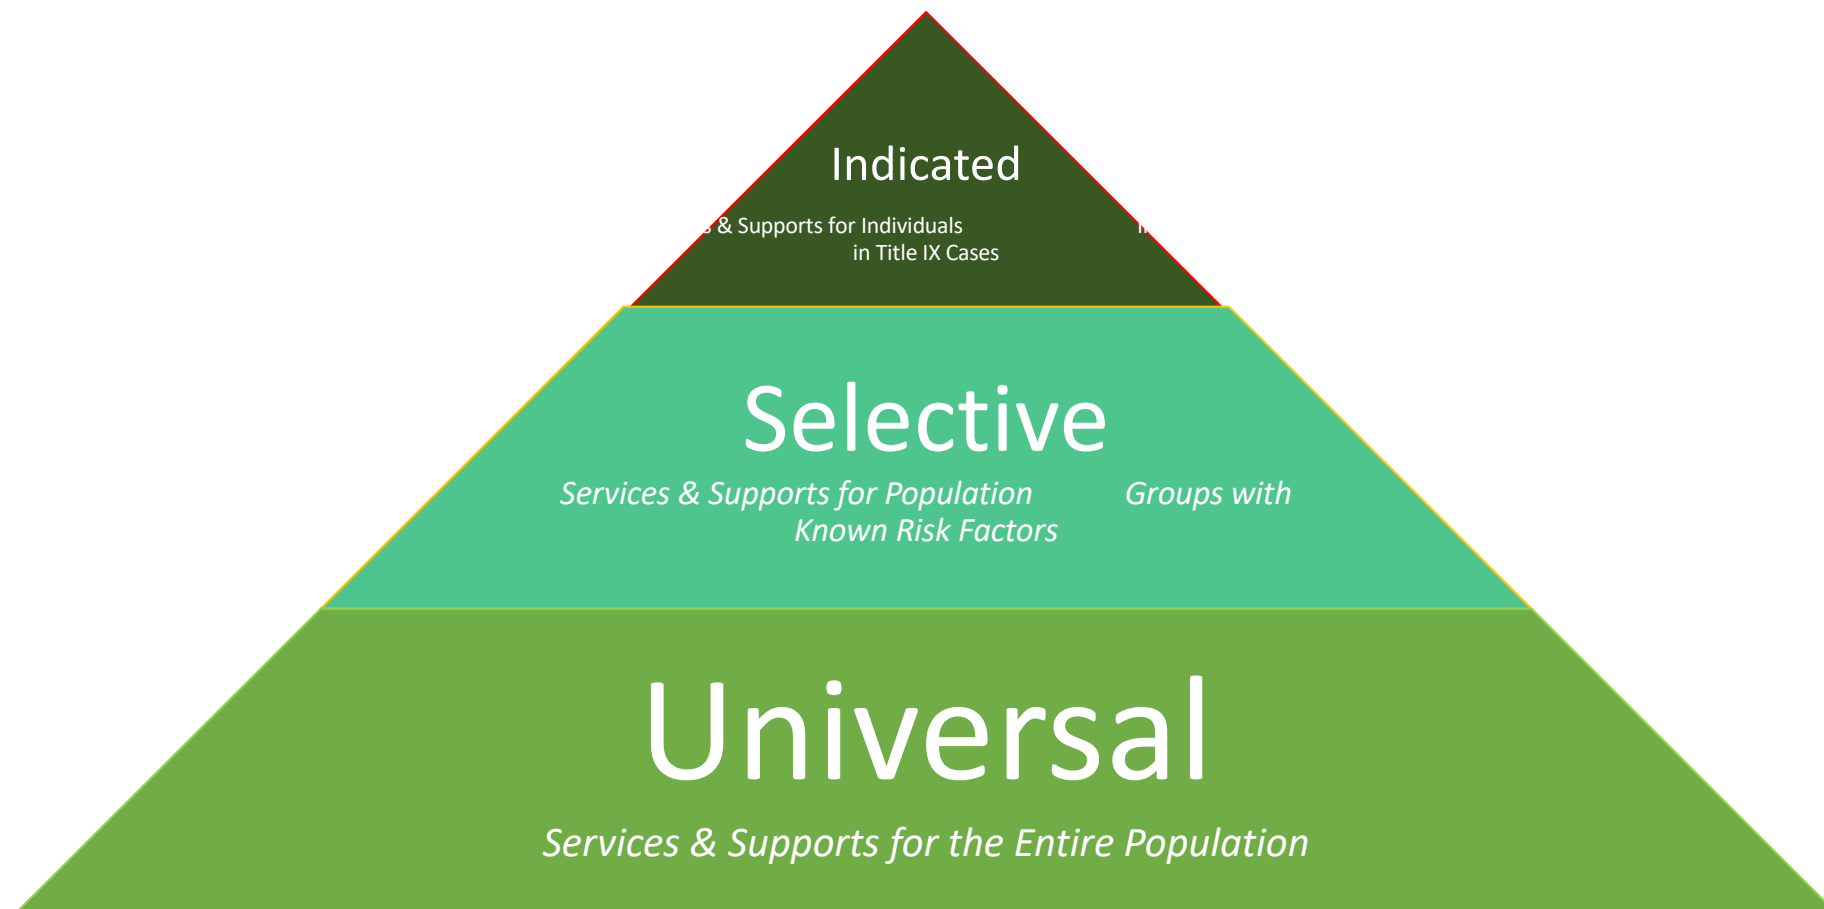 Indicated
& Supports for Individuals
in Title IX Cases
Selective
Services & Supports for Population Groups with
Known Risk Factors
Universal
Services & Supports for the Entire Population